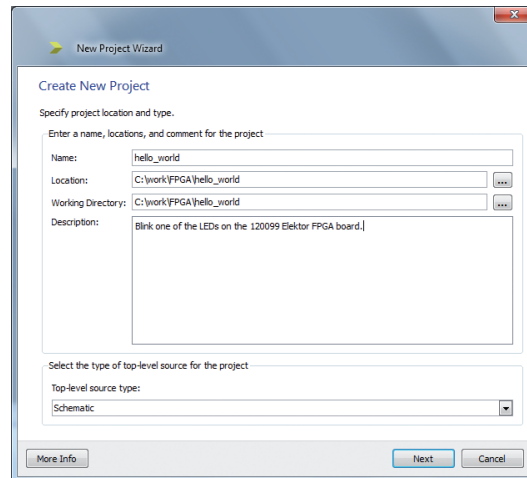 New Project Wizard
Create New Project
Specify project location and type.
Enter a name, locations, and comment for the project
Name: hello_world
Location: C:\work\FPGA\hello_world ...
Working Directory: C:\work\FPGA\hello_world ...
Description: Blink one of the LEDs on the 120099 Elektor FPGA board.
Select the type of top-level source for the project
Top-level source type:
Schematic
More Info Next Cancel